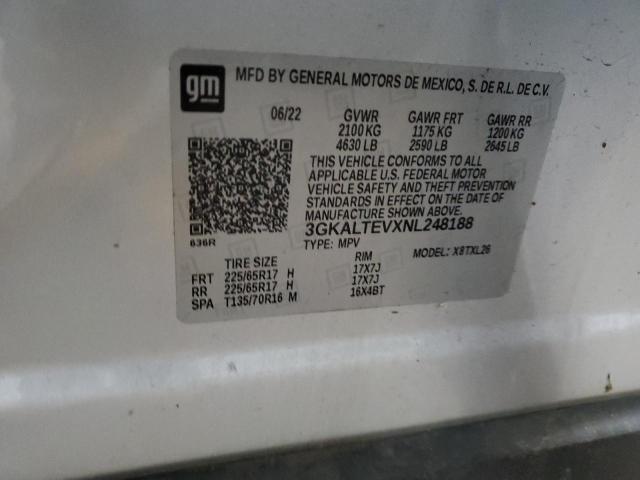 gm MFD BY GENERAL MOTORS DE MEXICO, S. DE R.L. DE C.V.
06/22 GVWR GAWR FRT GAWR RR
2100 KG 1175 KG 1200 KG
4630 LB 2590 LB 2645 LB
THIS VEHICLE CONFORMS TO ALL
APPLICABLE U.S. FEDERAL MOTOR
VEHICLE SAFETY AND THEFT PREVENTION
STANDARDS IN EFFECT ON THE DATE OF
MANUFACTURE SHOWN ABOVE.
3GKALTEVXNL248188
636R
TYPE: MPV MODEL: X8TXL26
TIRE SIZE RIM
FRT 225/65R17 H 17X7J
RR 225/65R17 H 17X7J
SPA T135/70R16 M 16X4BT